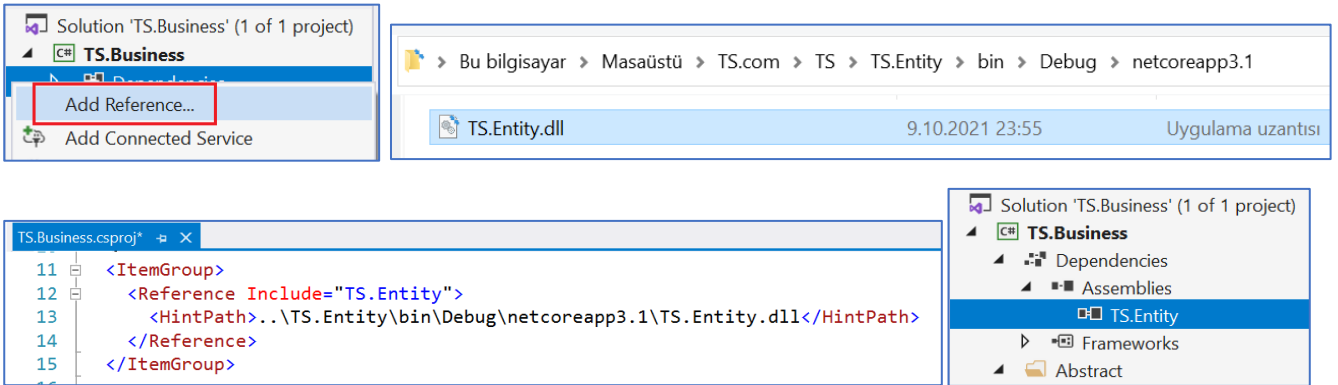 Solution 'TS.Business' (1 of 1 project)
C# TS.Business
Dependencies
Add Reference...
Add Connected Service
Bu bilgisayar > Masaüstü > TS.com > TS > TS.Entity > bin > Debug > netcoreapp3.1
TS.Entity.dll 9.10.2021 23:55 Uygulama uzantısı
TS.Business.csproj*
11 <ItemGroup>
12 <Reference Include="TS.Entity">
13 <HintPath>..\TS.Entity\bin\Debug\netcoreapp3.1\TS.Entity.dll</HintPath>
14 </Reference>
15 </ItemGroup>
Solution 'TS.Business' (1 of 1 project)
C# TS.Business
Dependencies
Assemblies
TS.Entity
Frameworks
Abstract